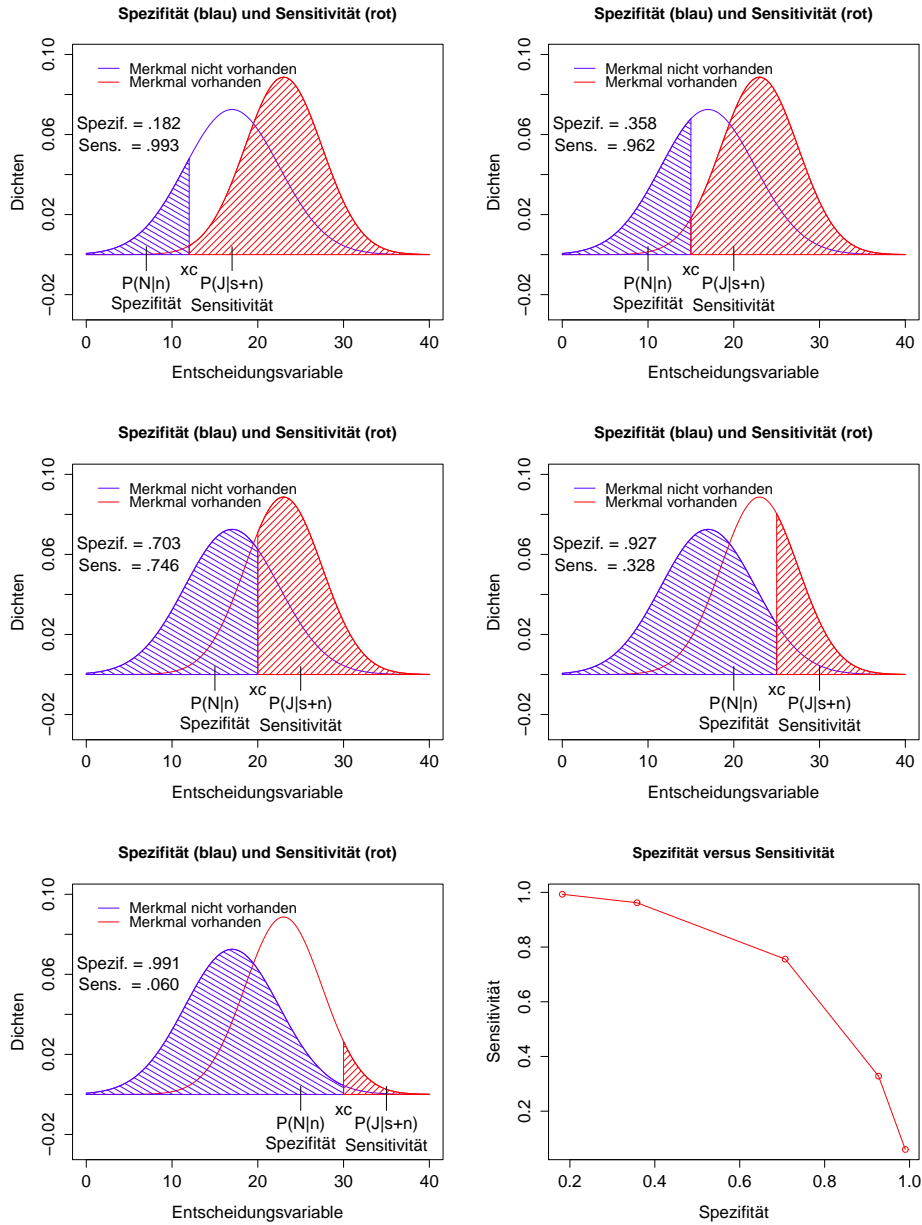 Spezifität (blau) und Sensitivität (rot)
Dichten
0.10
0.06
0.02
−0.02
Merkmal nicht vorhanden
Merkmal vorhanden
Spezif. = .182
Sens. = .993
xc
P(N|n) P(J|s+n)
Spezifität Sensitivität
0 10 20 30 40
Entscheidungsvariable
Spezifität (blau) und Sensitivität (rot)
Dichten
0.10
0.06
0.02
−0.02
Merkmal nicht vorhanden
Merkmal vorhanden
Spezif. = .358
Sens. = .962
xc
P(N|n) P(J|s+n)
Spezifität Sensitivität
0 10 20 30 40
Entscheidungsvariable
Spezifität (blau) und Sensitivität (rot)
Dichten
0.10
0.06
0.02
−0.02
Merkmal nicht vorhanden
Merkmal vorhanden
Spezif. = .703
Sens. = .746
xc
P(N|n) P(J|s+n)
Spezifität Sensitivität
0 10 20 30 40
Entscheidungsvariable
Spezifität (blau) und Sensitivität (rot)
Dichten
0.10
0.06
0.02
−0.02
Merkmal nicht vorhanden
Merkmal vorhanden
Spezif. = .927
Sens. = .328
xc
P(N|n) P(J|s+n)
Spezifität Sensitivität
0 10 20 30 40
Entscheidungsvariable
Spezifität (blau) und Sensitivität (rot)
Dichten
0.10
0.06
0.02
−0.02
Merkmal nicht vorhanden
Merkmal vorhanden
Spezif. = .991
Sens. = .060
xc
P(N|n) P(J|s+n)
Spezifität Sensitivität
0 10 20 30 40
Entscheidungsvariable
Spezifität versus Sensitivität
Sensitivität
1.0
0.8
0.6
0.4
0.2
0.2 0.4 0.6 0.8 1.0
Spezifität